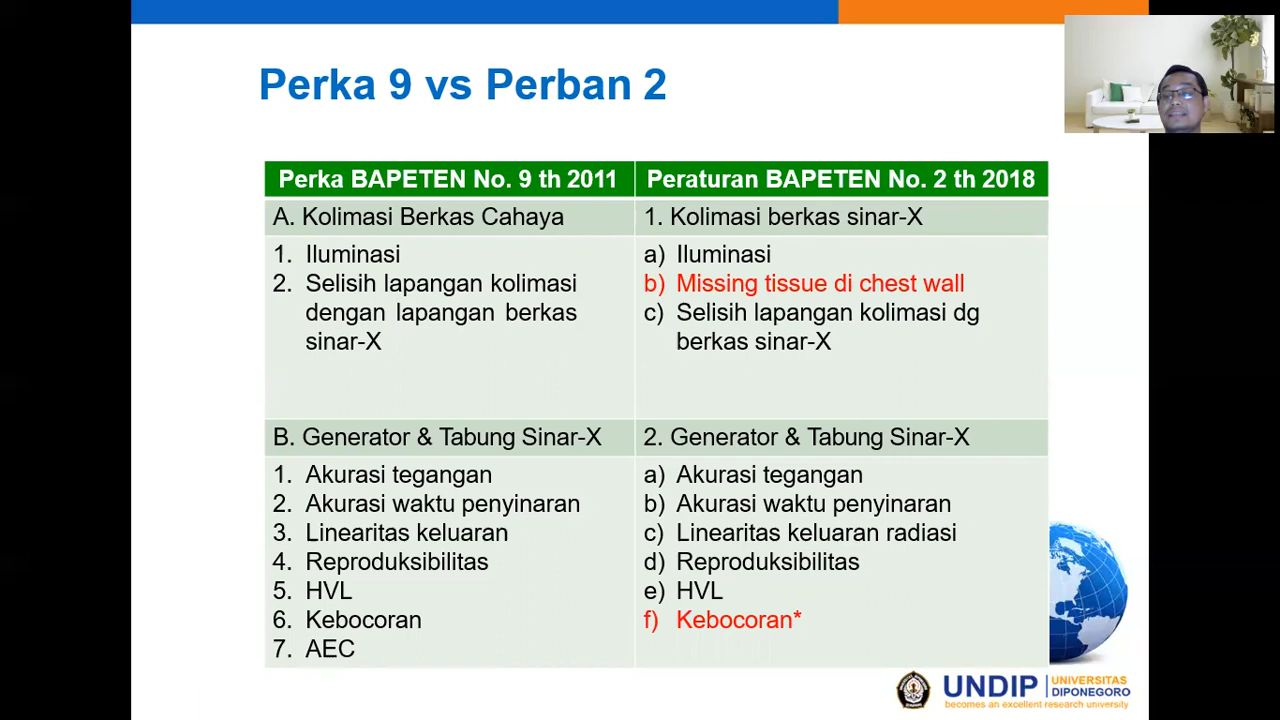 Perka 9 vs Perban 2
Perka BAPETEN No. 9 th 2011
Peraturan BAPETEN No. 2 th 2018
A. Kolimasi Berkas Cahaya
1. Kolimasi berkas sinar-X
1. Iluminasi
2. Selisih lapangan kolimasi
dengan lapangan berkas
sinar-X
a) Iluminasi
b) Missing tissue di chest wall
c) Selisih lapangan kolimasi dg
berkas sinar-X
B. Generator & Tabung Sinar-X
2. Generator & Tabung Sinar-X
1. Akurasi tegangan
2. Akurasi waktu penyinaran
3. Linearitas keluaran
4. Reproduksibilitas
5. HVL
6. Kebocoran
7. AEC
a) Akurasi tegangan
b) Akurasi waktu penyinaran
c) Linearitas keluaran radiasi
d) Reproduksibilitas
e) HVL
f) Kebocoran*
UNDIP
UNIVERSITAS
DIPONEGORO
becomes an excellent research university